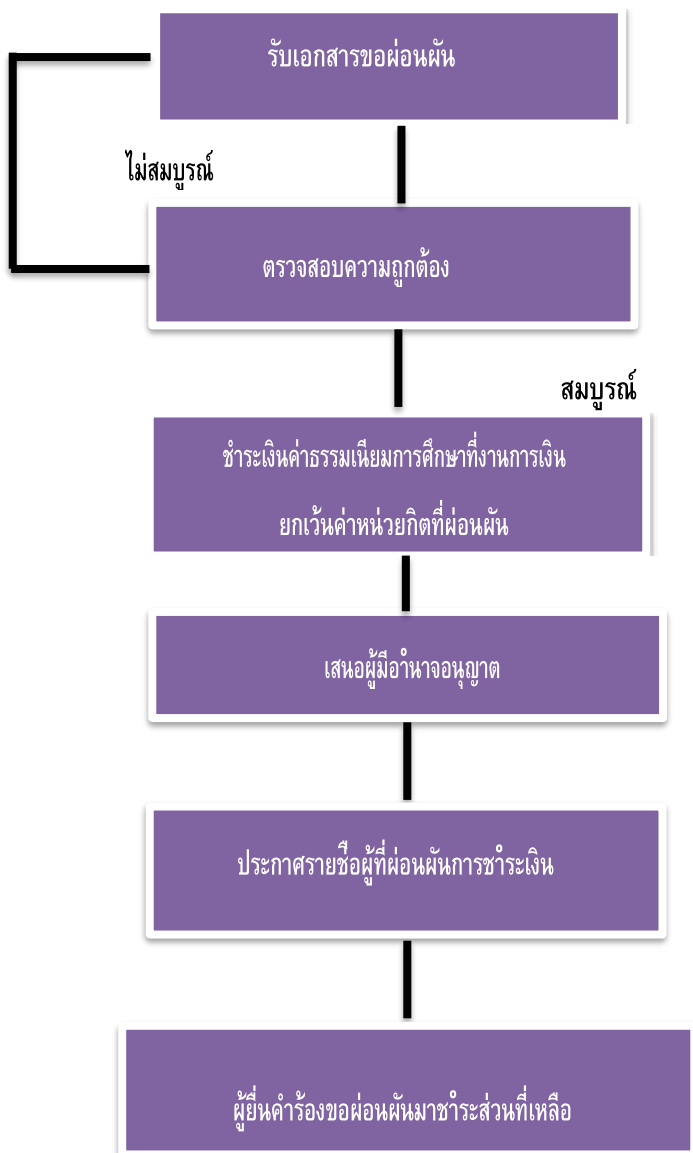 รับเอกสารขอผ่อนผัน
ไม่สมบูรณ์
ตรวจสอบความถูกต้อง
สมบูรณ์
ชำระเงินค่าธรรมเนียมการศึกษาที่งานการเงิน
ยกเว้นค่าหน่วยกิตที่ผ่อนผัน
เสนอผู้มีอำนาจอนุญาต
ประกาศรายชื่อผู้ที่ผ่อนผันการชำระเงิน
ผู้ยื่นคำร้องขอผ่อนผันมาชำระส่วนที่เหลือ